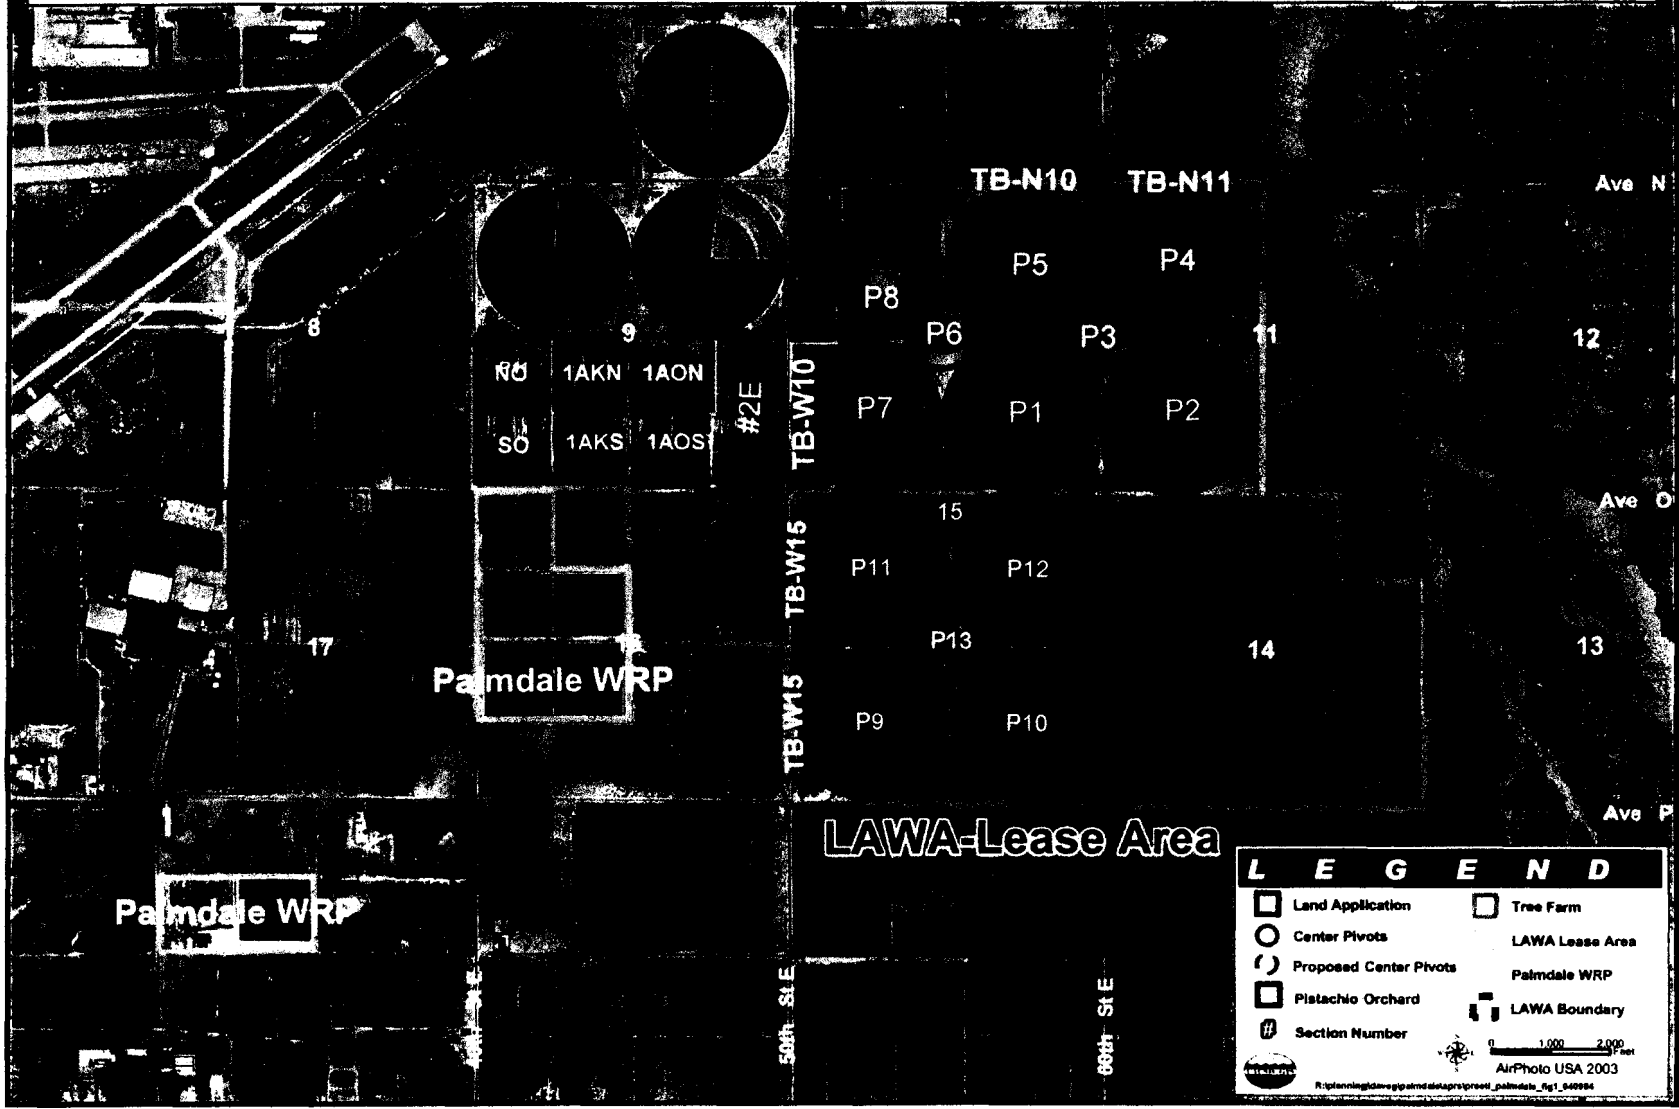 TB-N10 TB-N11
Ave N
P5 P4
P8
P6 P3
8 9 11 12
1AKN 1AON
#2E
TB-W10
P7 P1 P2
SO 1AKS 1AOS
Ave O
15
TB-W15
P11 P12
P13
17 14 13
Palmdale WRP
TB-W15
P9 P10
Ave P
LAWA-Lease Area
Palmdale WRP
50th St E
60th St E
LEGEND
Land Application
Center Pivots
Proposed Center Pivots
Pistachio Orchard
# Section Number
Tree Farm
LAWA Lease Area
Palmdale WRP
LAWA Boundary
0 1,000 2,000
Feet
AirPhoto USA 2003